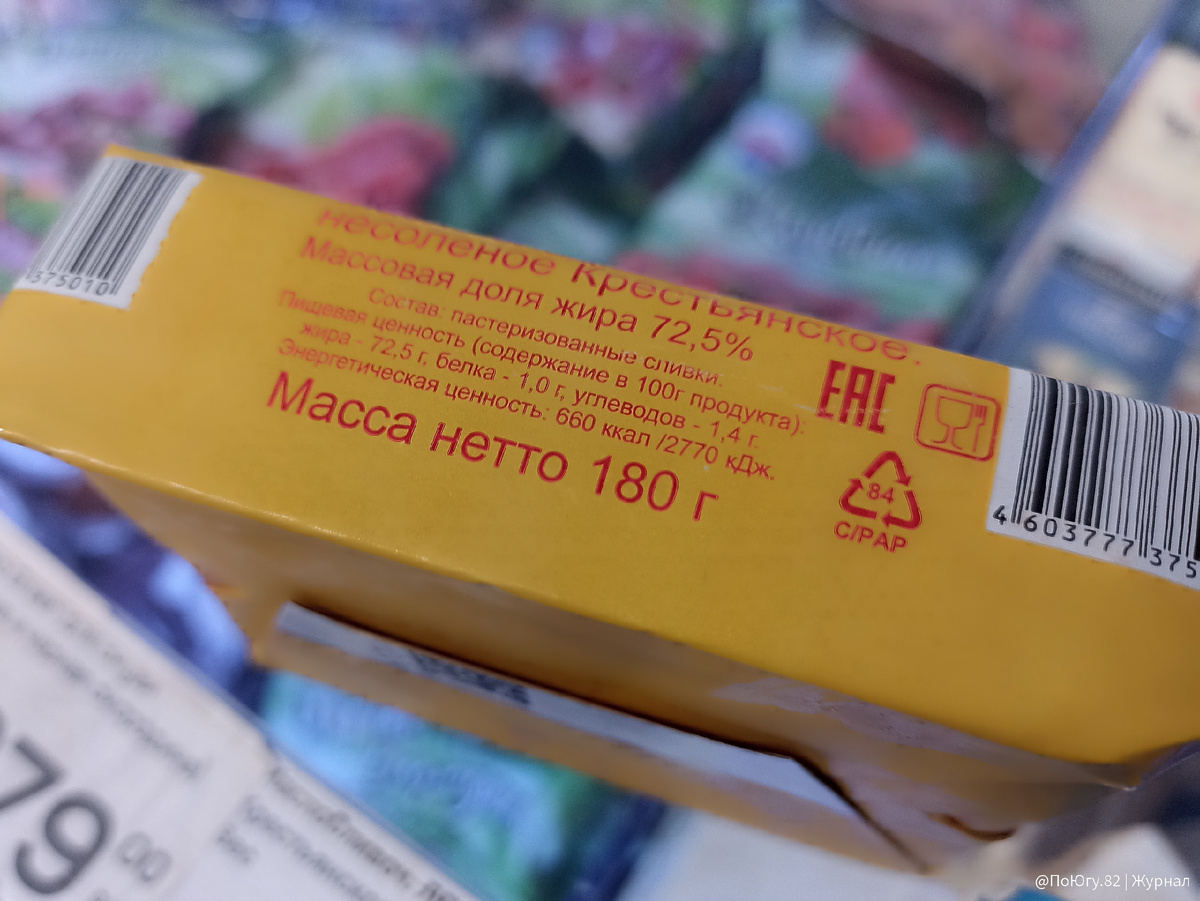 несоленое Крестьянское.
Массовая доля жира 72,5%
Состав: пастеризованные сливки.
Пищевая ценность (содержание в 100г продукта):
жира - 72,5 г, белка - 1,0 г, углеводов - 1,4 г.
Энергетическая ценность: 660 ккал /2770 кДж.
Масса нетто 180 г
EAC
84
C/PAP
375010
4 603777 375
79 00
@ПоЮгу.82 | Журнал